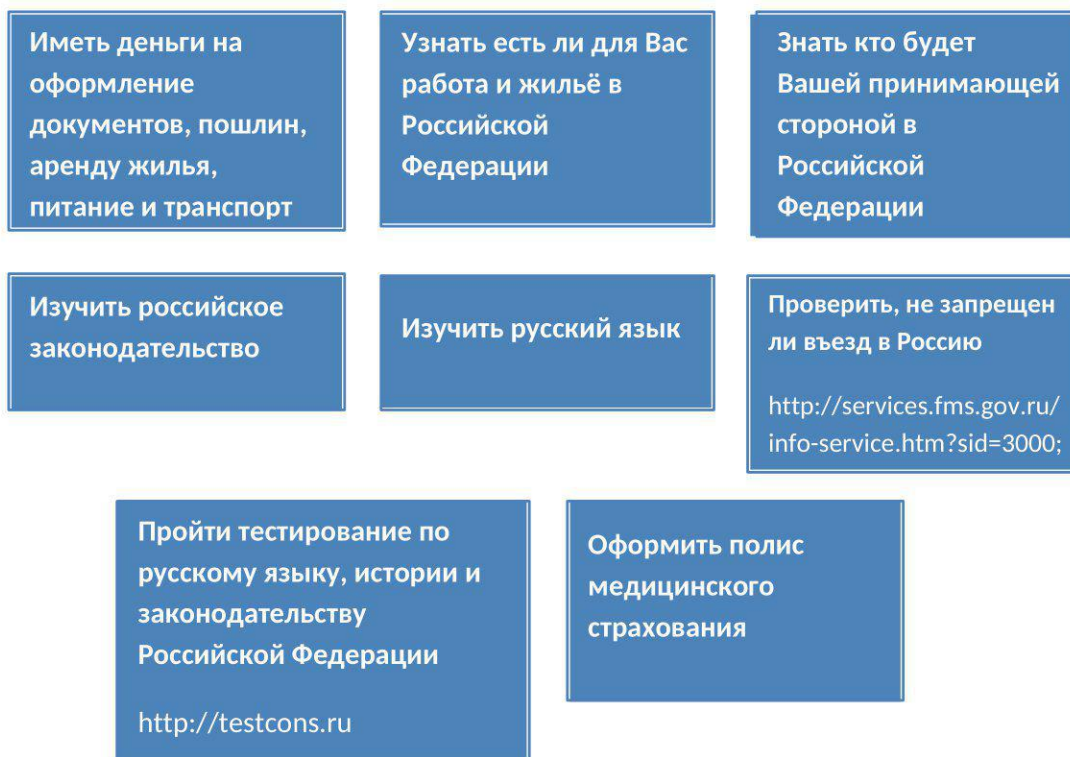 Иметь деньги на
оформление
документов, пошлин,
аренду жилья,
питание и транспорт
Узнать есть ли для Вас
работа и жильё в
Российской
Федерации
Знать кто будет
Вашей принимающей
стороной в
Российской
Федерации
Изучить российское
законодательство
Изучить русский язык
Проверить, не запрещен
ли въезд в Россию
http://services.fms.gov.ru/
info-service.htm?sid=3000;
Пройти тестирование по
русскому языку, истории и
законодательству
Российской Федерации
http://testcons.ru
Оформить полис
медицинского
страхования